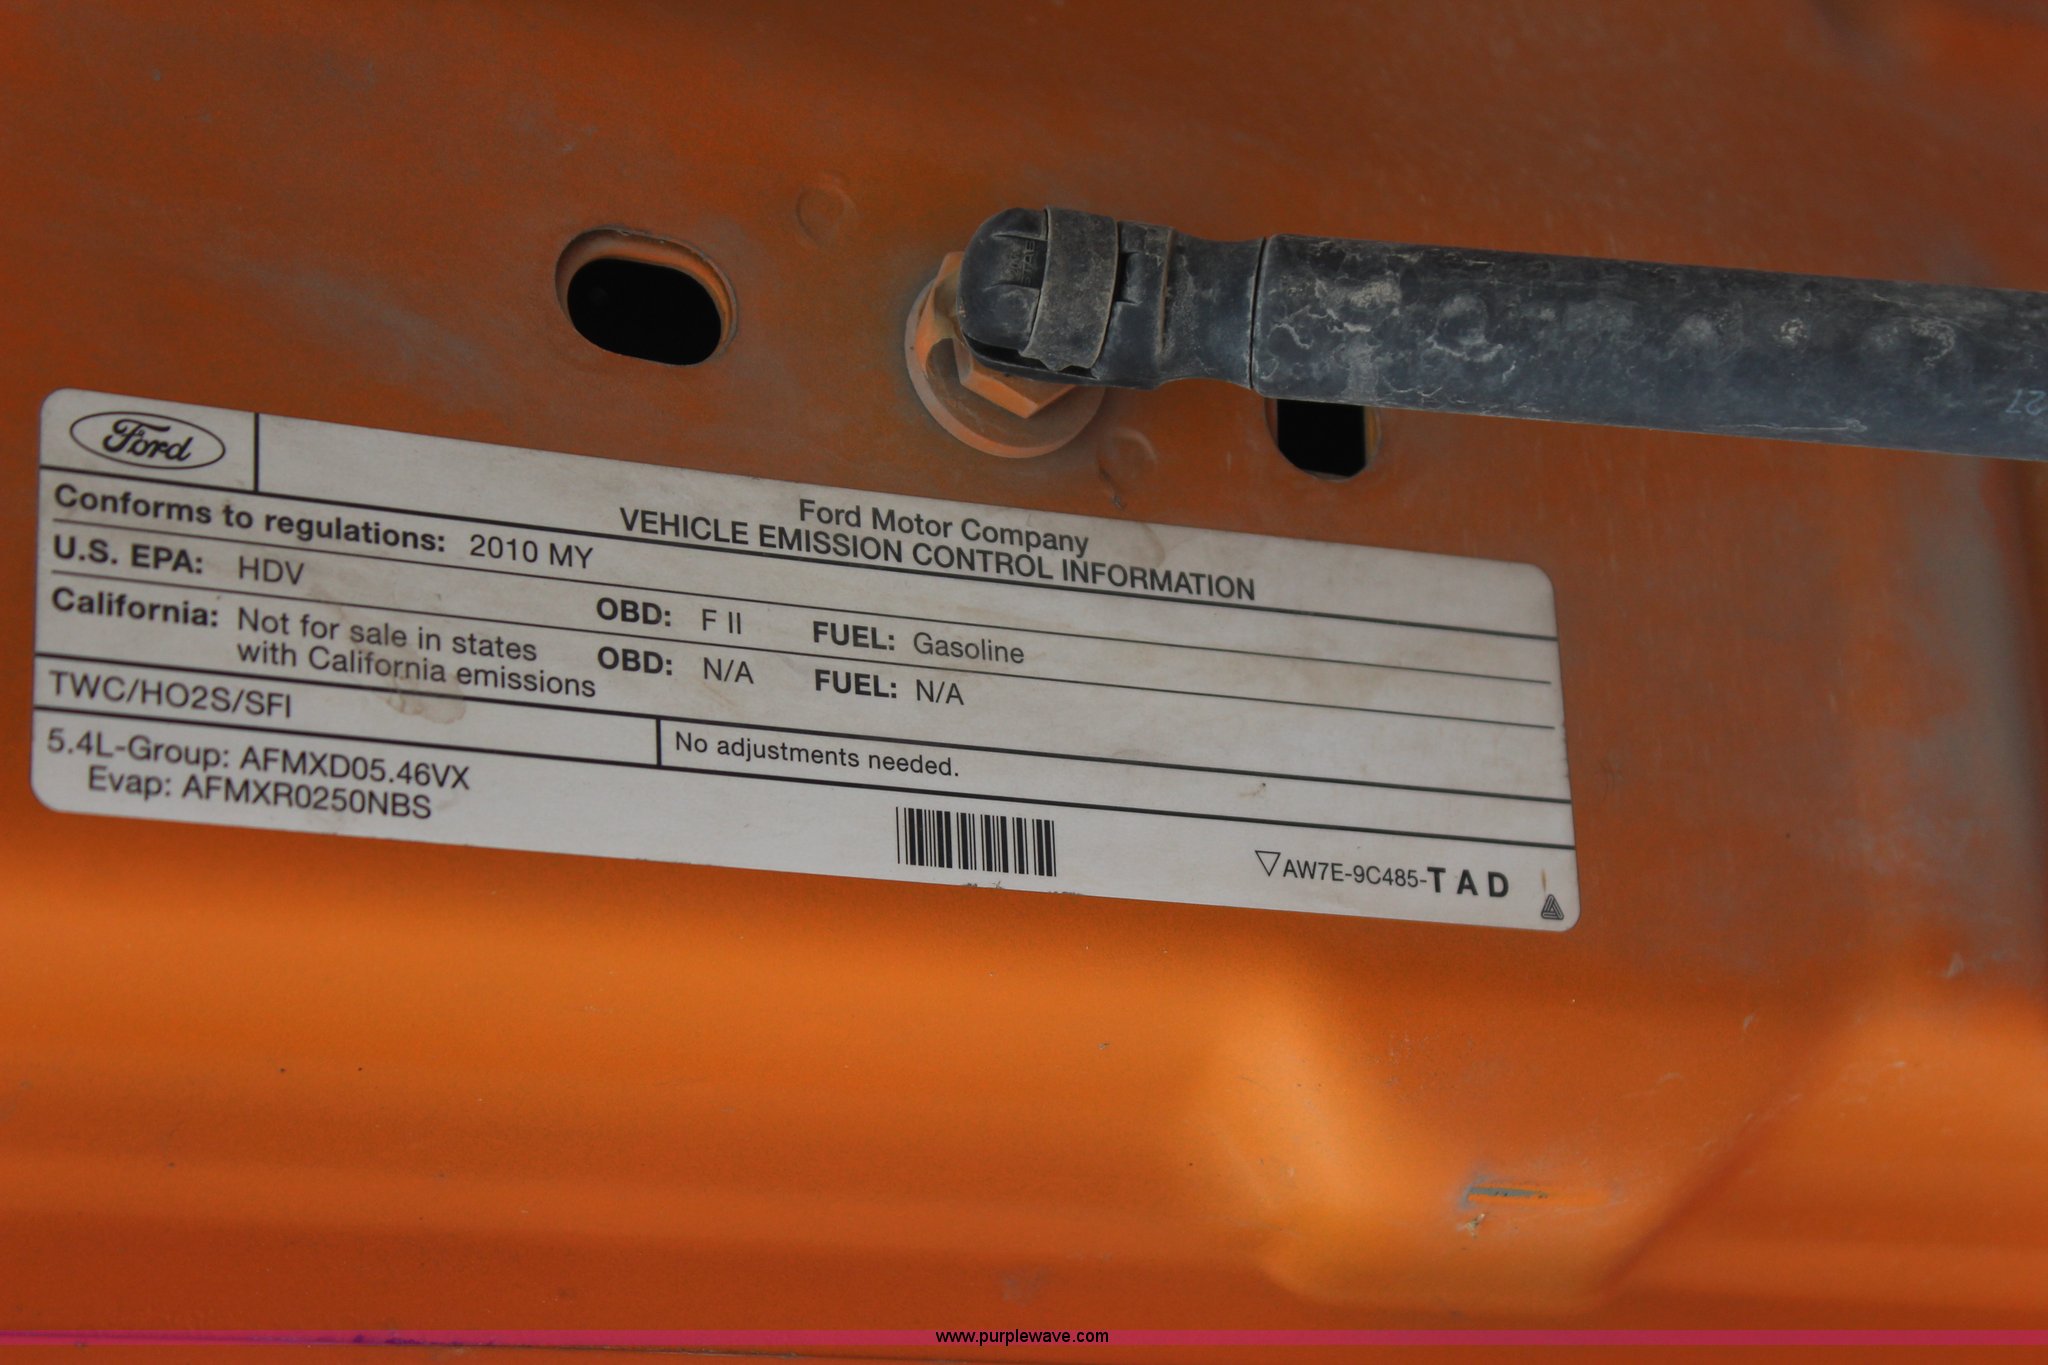 Ford
Ford Motor Company
VEHICLE EMISSION CONTROL INFORMATION
Conforms to regulations: 2010 MY
U.S. EPA: HDV OBD: F II FUEL: Gasoline
California: Not for sale in states
with California emissions OBD: N/A FUEL: N/A
TWC/HO2S/SFI
No adjustments needed.
5.4L-Group: AFMXD05.46VX
Evap: AFMXR0250NBS
AW7E-9C485-TAD
27
www.purplewave.com